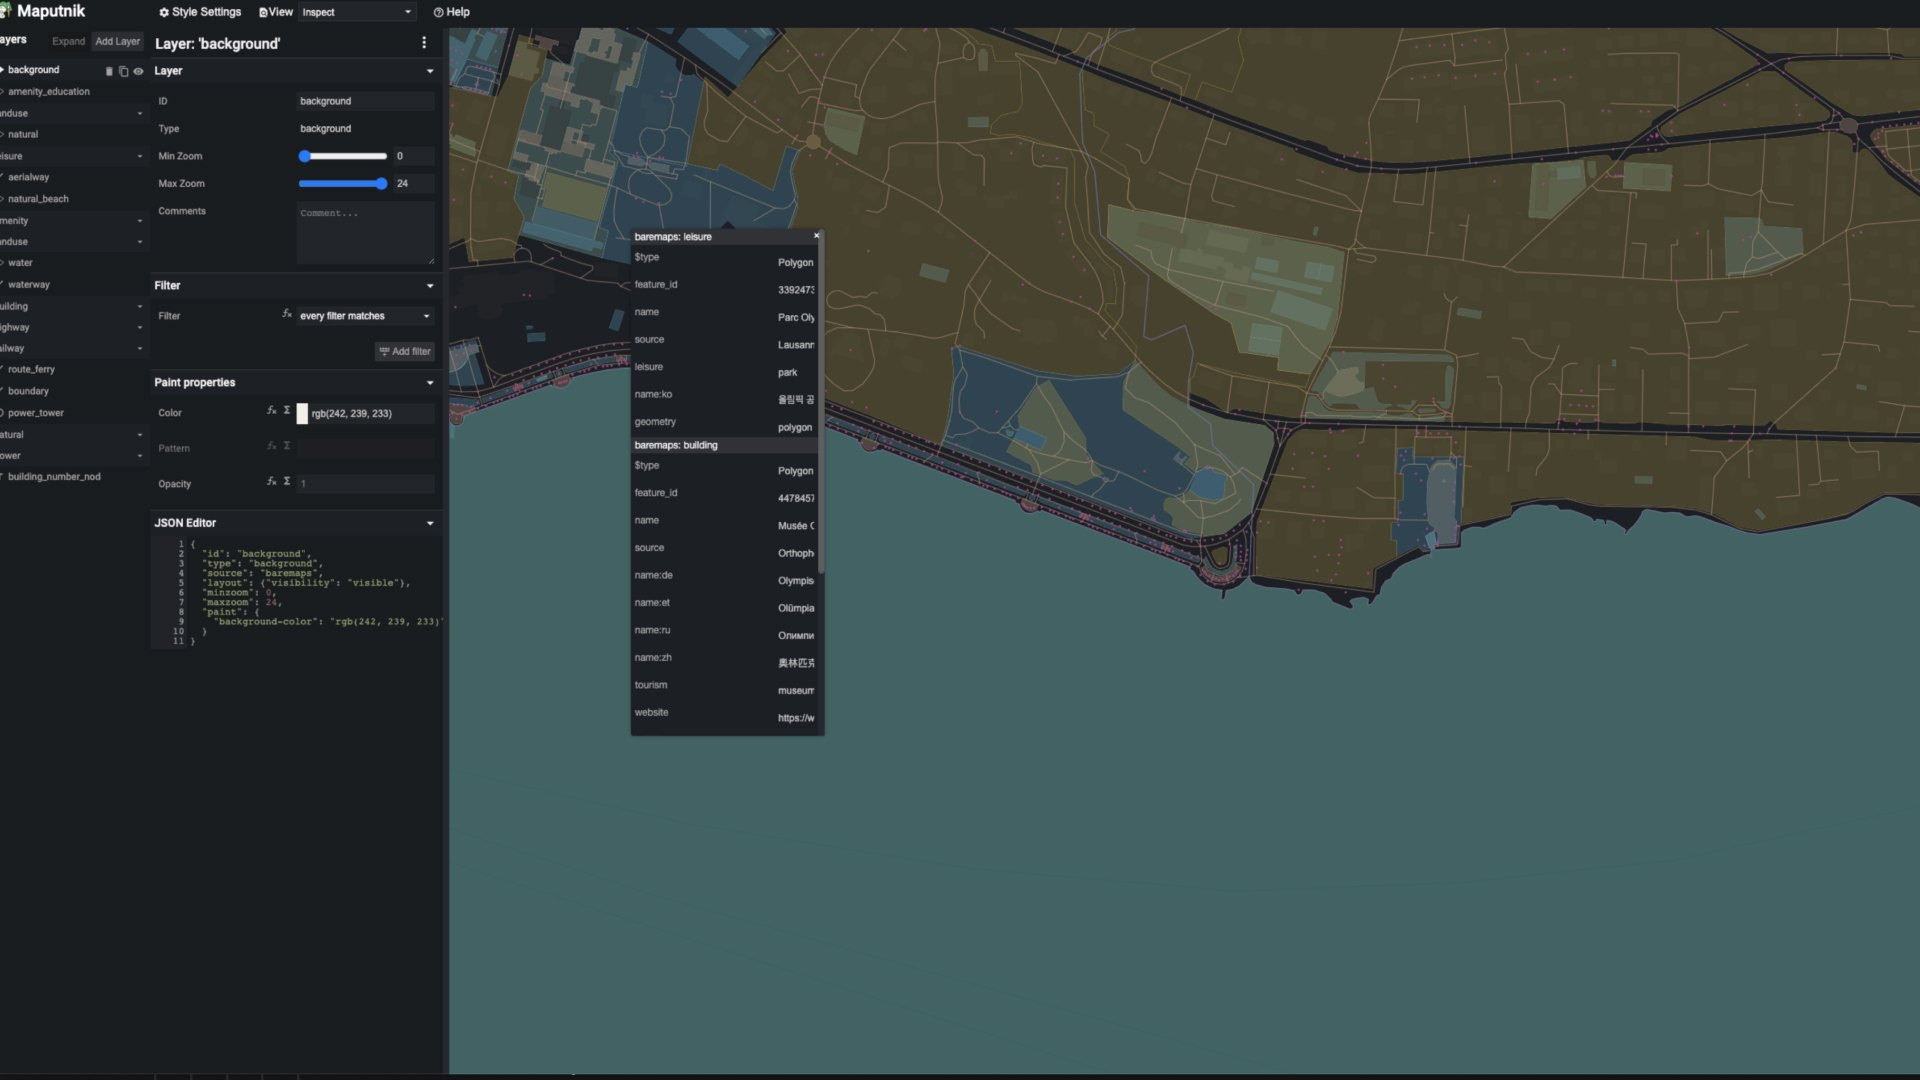 Maputnik
Style Settings
View
Inspect
Help
ayers
Expand
Add Layer
background
amenity_education
nduse
natural
eisure
aerialway
natural_beach
menity
nduse
water
waterway
uilding
ighway
ailway
route_ferry
boundary
power_tower
atural
ower
building_number_nod
Layer: 'background'
Layer
ID
background
Type
background
Min Zoom
0
Max Zoom
24
Comments
Comment...
Filter
Filter
every filter matches
Add filter
Paint properties
Color
rgb(242, 239, 233)
Pattern
Opacity
1
JSON Editor
1 {
2 "id": "background",
3 "type": "background",
4 "source": "baremaps",
5 "layout": {"visibility": "visible"},
6 "minzoom": 0,
7 "maxzoom": 24,
8 "paint": {
9 "background-color": "rgb(242, 239, 233)"
10 }
11 }
baremaps: leisure
$type Polygon
feature_id 3392473
name Parc Oly
source Lausann
leisure park
name:ko 올림픽 공
geometry polygon
baremaps: building
$type Polygon
feature_id 4478457
name Musée O
source Orthoph
name:de Olympis
name:et Olümpia
name:ru Олимпи
name:zh 奥林匹克
tourism museum
website https://w